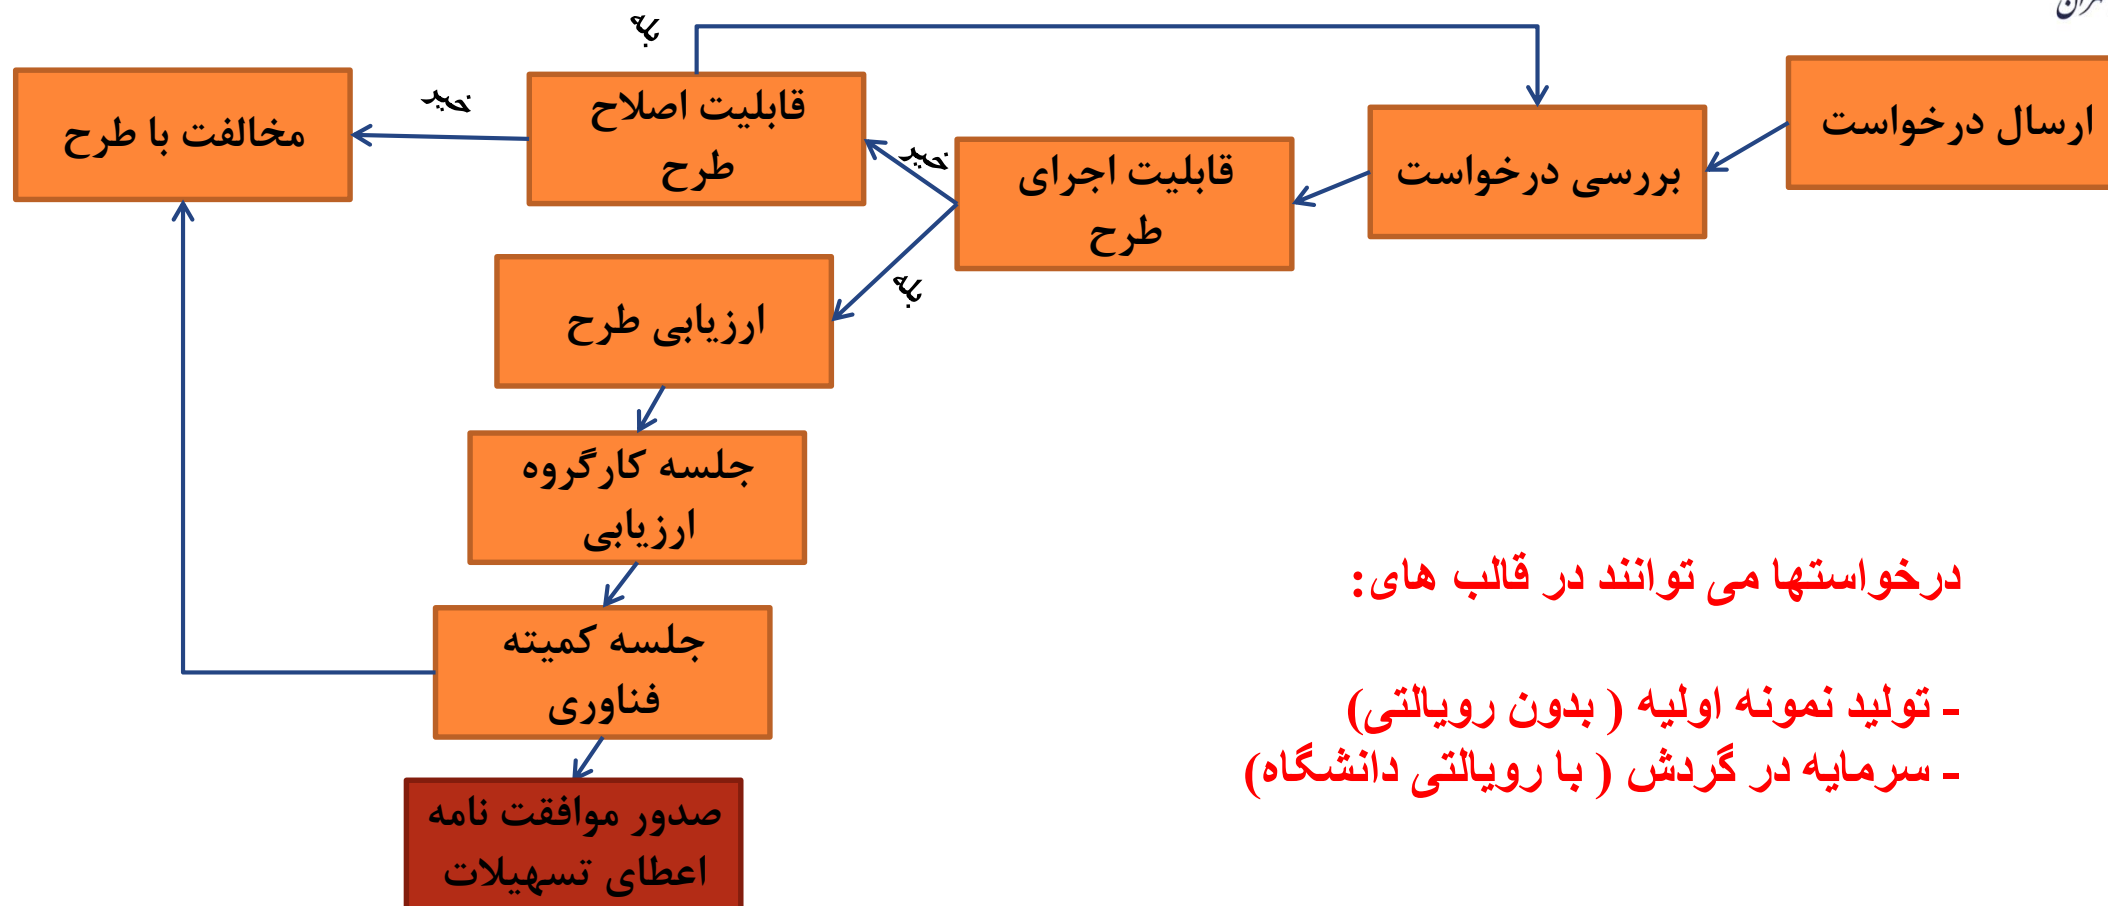 ارسال درخواست
بررسی درخواست
قابلیت اجرای
طرح
خیر
بله
قابلیت اصلاح
طرح
بله
خیر
مخالفت با طرح
ارزیابی طرح
جلسه کارگروه
ارزیابی
جلسه کمیته
فناوری
صدور موافقت نامه
اعطای تسهیلات
درخواستها می توانند در قالب های:
- تولید نمونه اولیه ( بدون رویالتی)
- سرمایه در گردش ( با رویالتی دانشگاه)